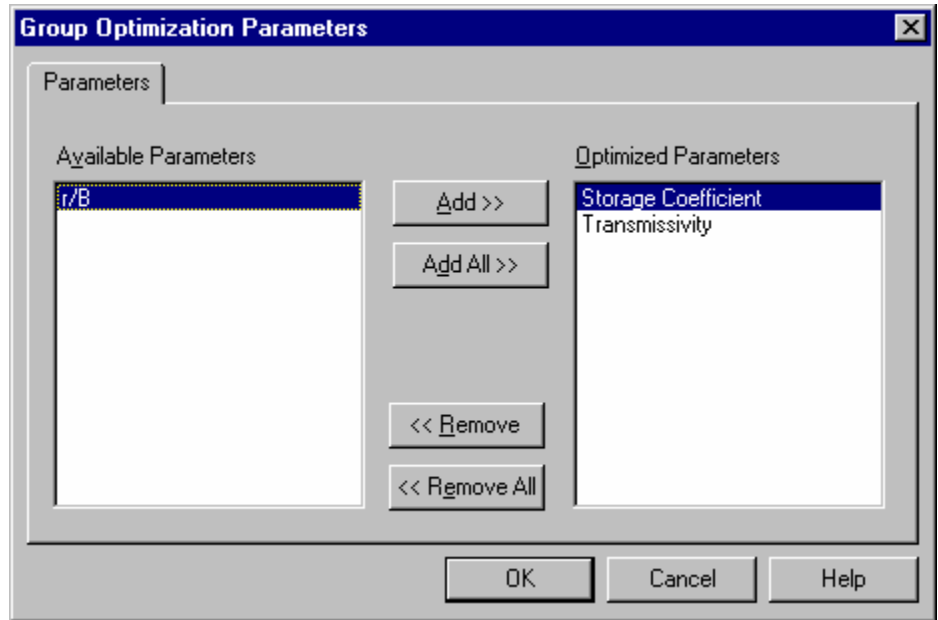 Group Optimization Parameters
Parameters
Available Parameters
r/B
Add >>
Add All >>
<< Remove
<< Remove All
Optimized Parameters
Storage Coefficient
Transmissivity
OK
Cancel
Help